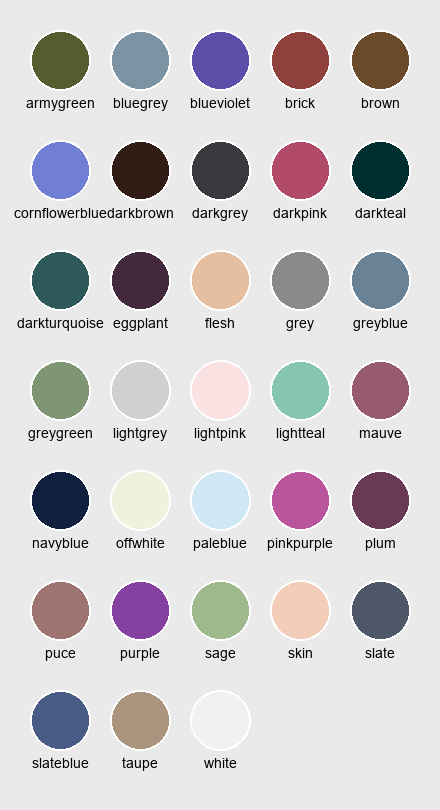 armygreen bluegrey blueviolet brick brown
cornflowerblue darkbrown darkgrey darkpink darkteal
darkturquoise eggplant flesh grey greyblue
greygreen lightgrey lightpink lightteal mauve
navyblue offwhite paleblue pinkpurple plum
puce purple sage skin slate
slateblue taupe white